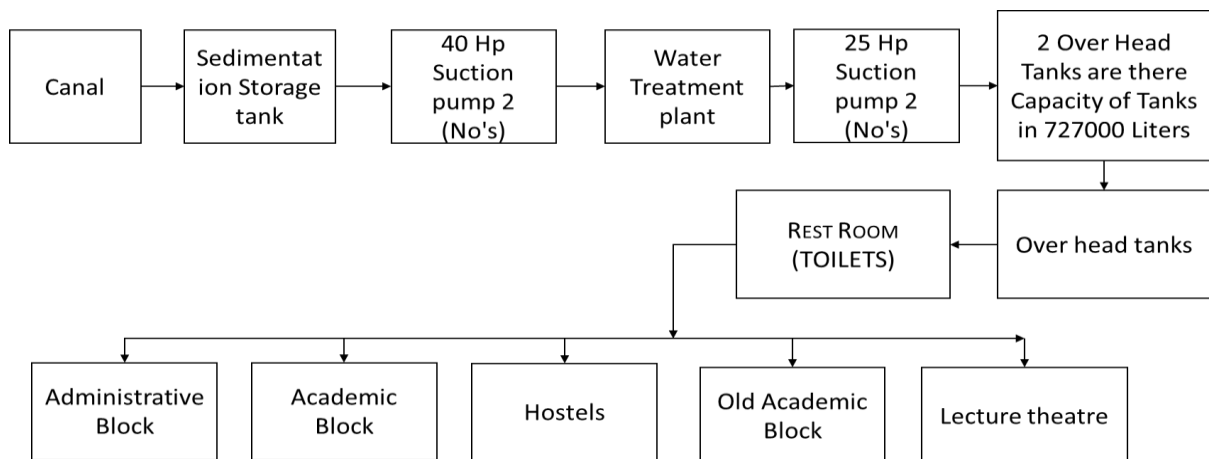 Canal
Sedimentat
ion Storage
tank
40 Hp
Suction
pump 2
(No's)
Water
Treatment
plant
25 Hp
Suction
pump 2
(No's)
2 Over Head
Tanks are there
Capacity of Tanks
in 727000 Liters
REST ROOM
(TOILETS)
Over head tanks
Administrative
Block
Academic
Block
Hostels
Old Academic
Block
Lecture theatre